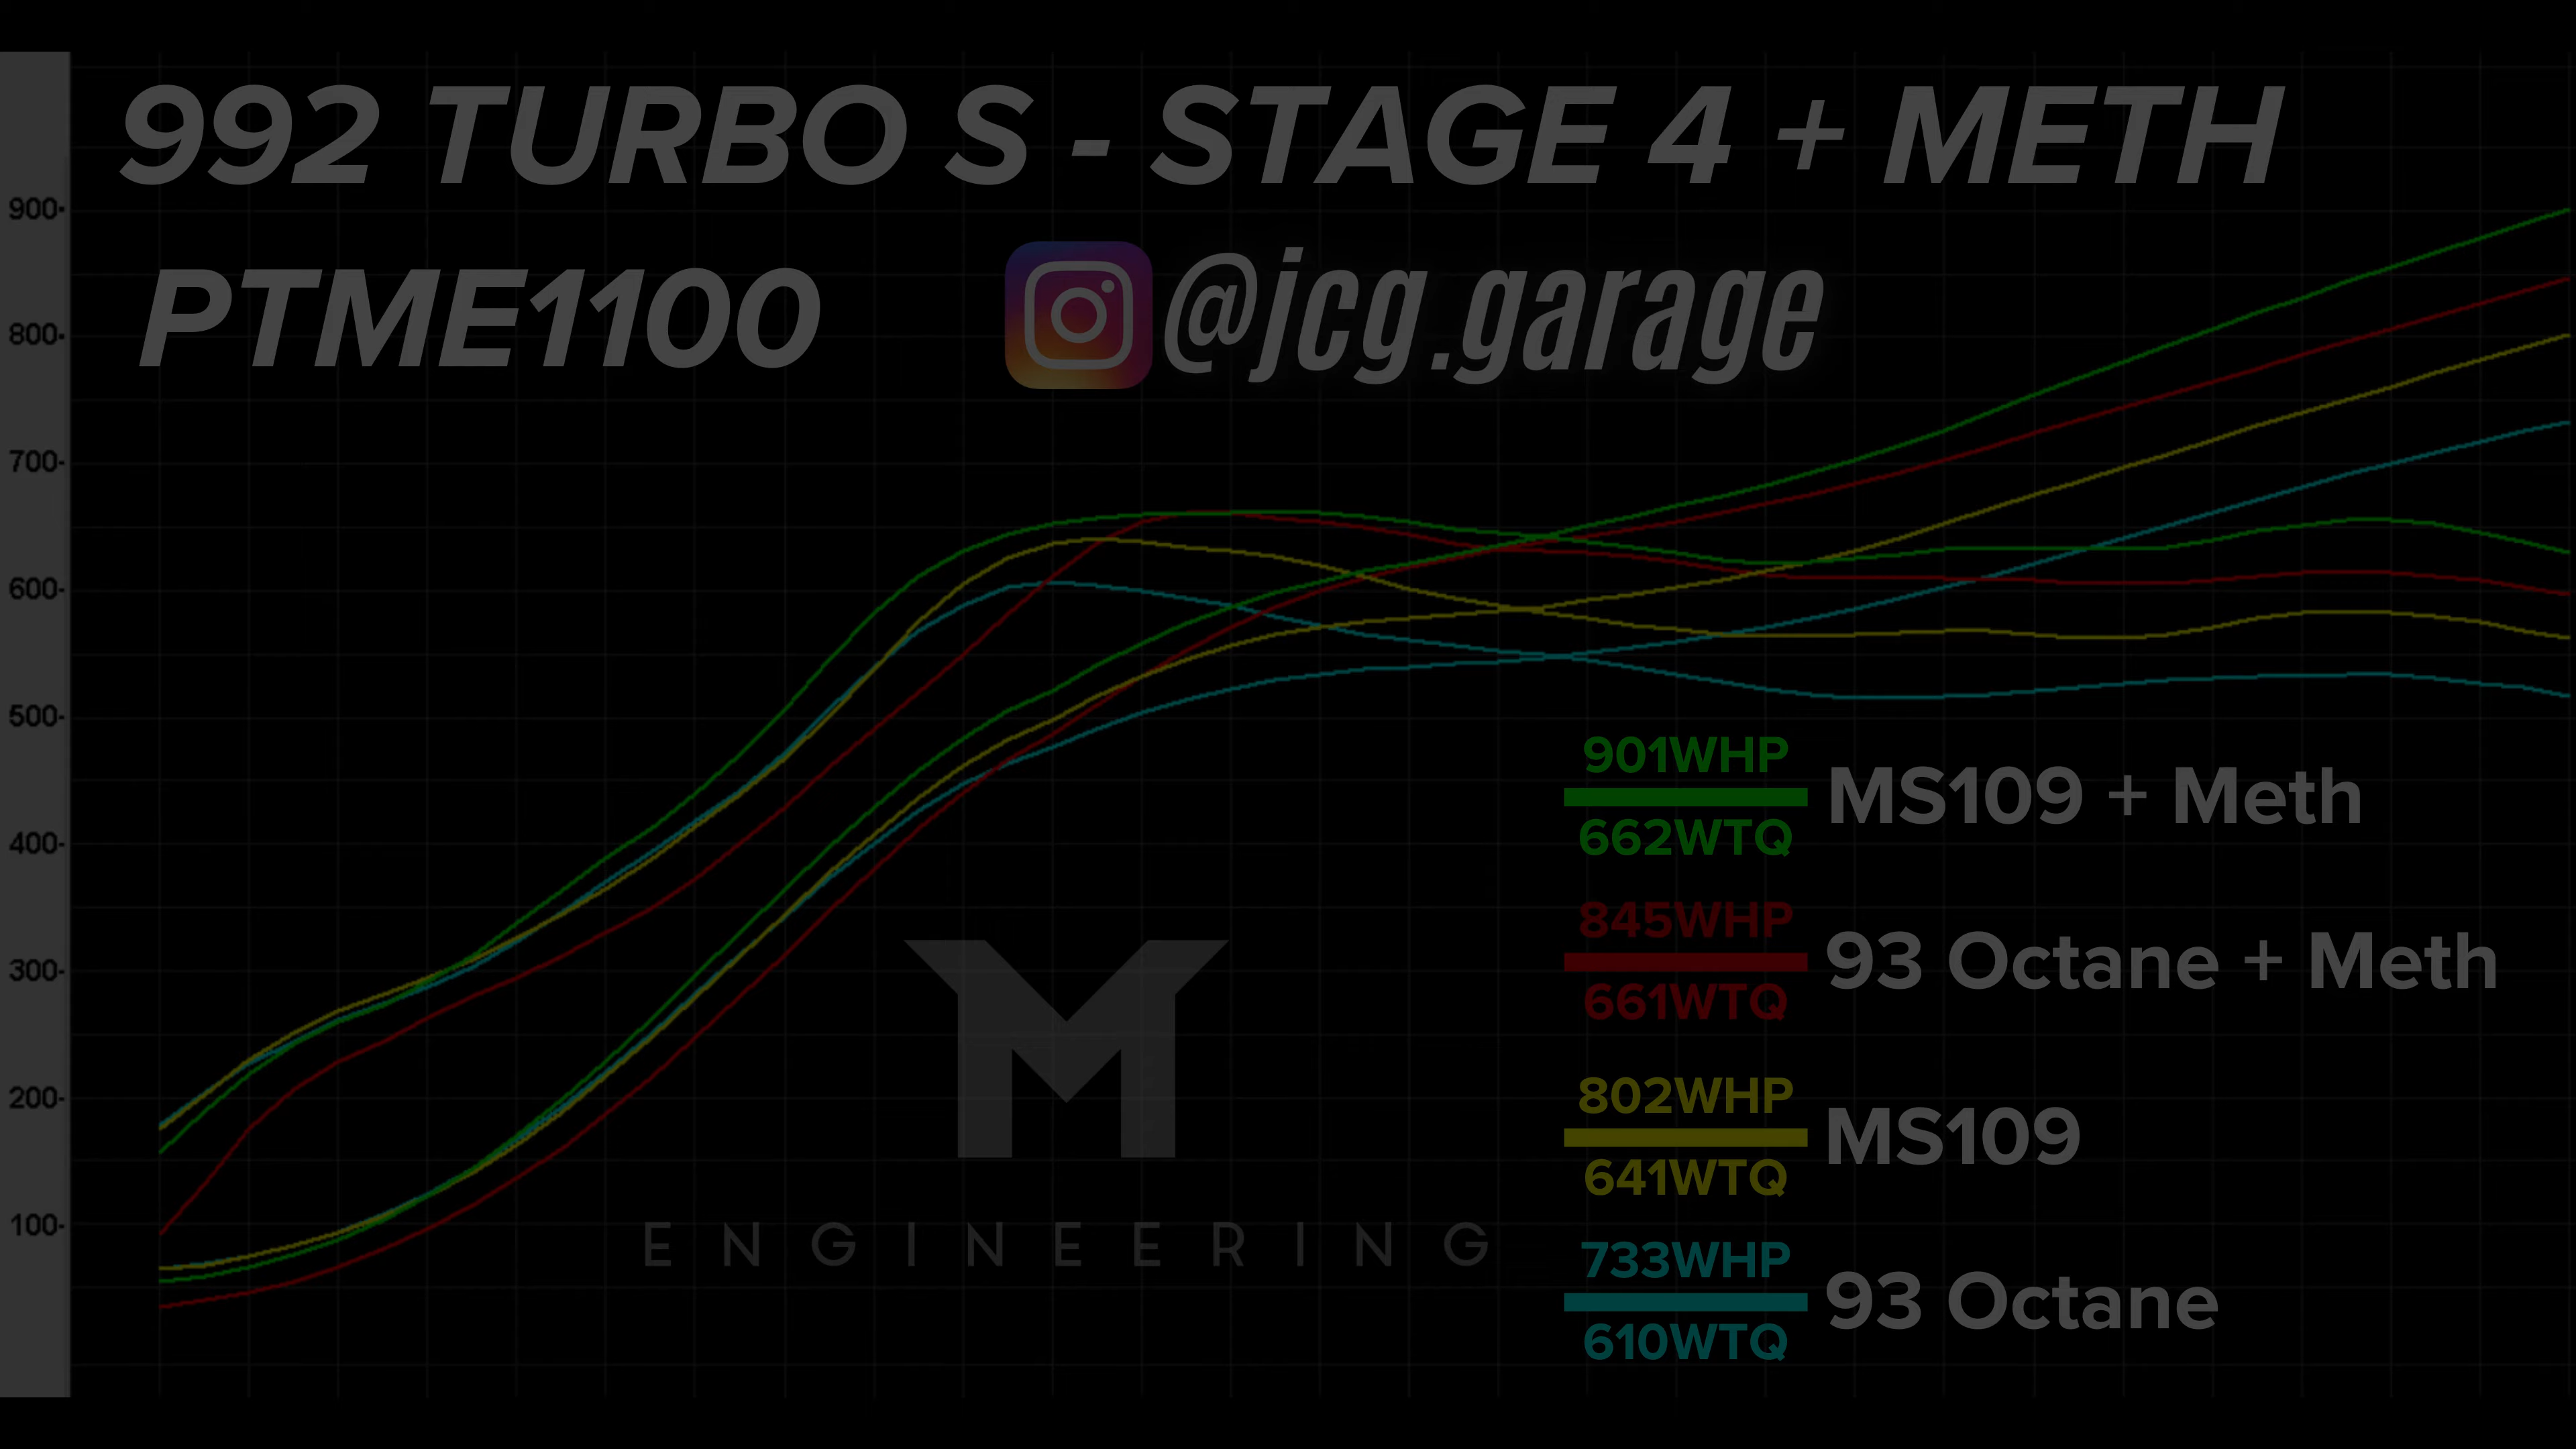 992 TURBO S - STAGE 4 + METH
PTME1100
@jcg.garage
900-
800-
700-
600-
500-
400-
300-
200-
100-
901WHP
662WTQ
MS109 + Meth
845WHP
661WTQ
93 Octane + Meth
802WHP
641WTQ
MS109
733WHP
610WTQ
93 Octane
M
ENGINEERING